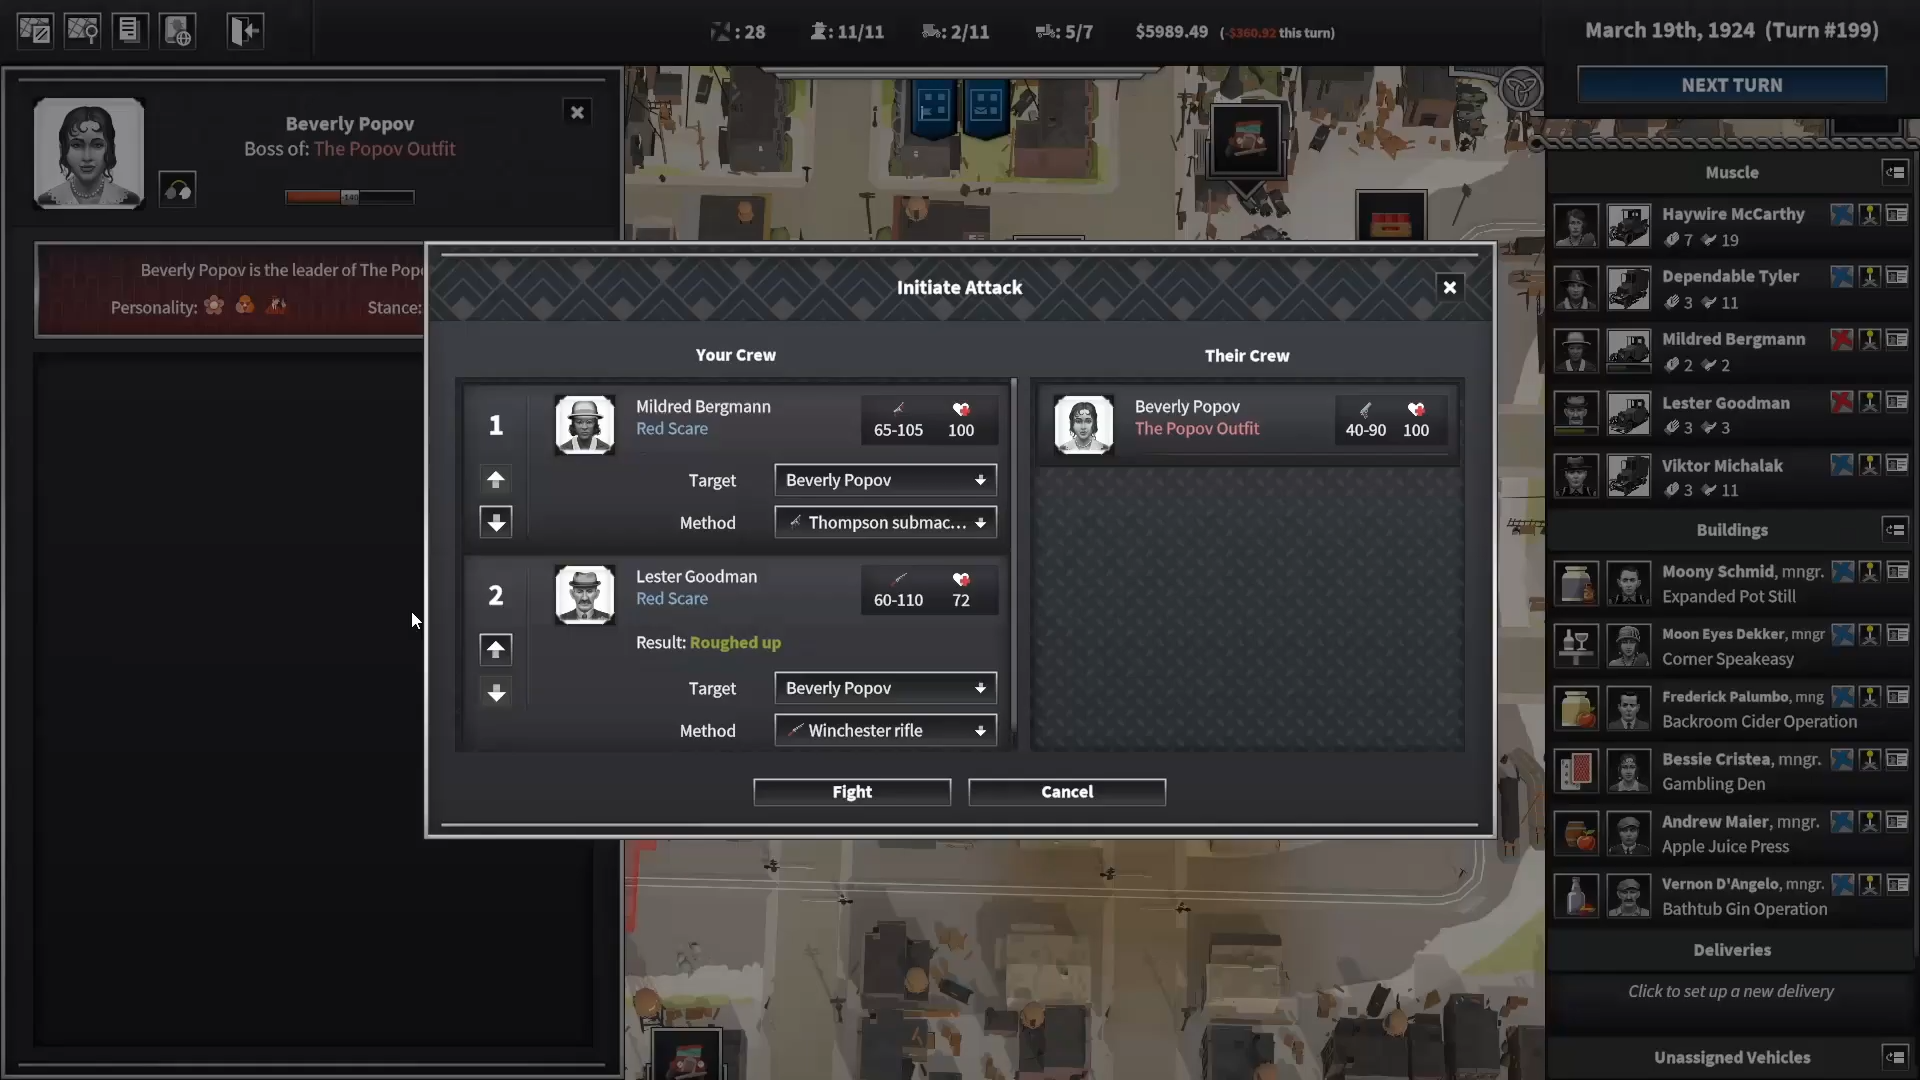 : 28
: 11/11
: 2/11
: 5/7
$5989.49 (-$360.92 this turn)
March 19th, 1924 (Turn #199)
NEXT TURN
Beverly Popov
Boss of: The Popov Outfit
-140
Beverly Popov is the leader of The Pop
Personality:
Stance:
Initiate Attack
Your Crew
Their Crew
1
Mildred Bergmann
Red Scare
65-105
100
Target
Beverly Popov
Method
Thompson submac...
2
Lester Goodman
Red Scare
60-110
72
Result: Roughed up
Target
Beverly Popov
Method
Winchester rifle
Beverly Popov
The Popov Outfit
40-90
100
Fight
Cancel
Muscle
Haywire McCarthy
7
19
Dependable Tyler
3
11
Mildred Bergmann
2
2
Lester Goodman
3
3
Viktor Michalak
3
11
Buildings
Moony Schmid, mngr.
Expanded Pot Still
Moon Eyes Dekker, mngr
Corner Speakeasy
Frederick Palumbo, mng
Backroom Cider Operation
Bessie Cristea, mngr.
Gambling Den
Andrew Maier, mngr.
Apple Juice Press
Vernon D'Angelo, mngr.
Bathtub Gin Operation
Deliveries
Click to set up a new delivery
Unassigned Vehicles